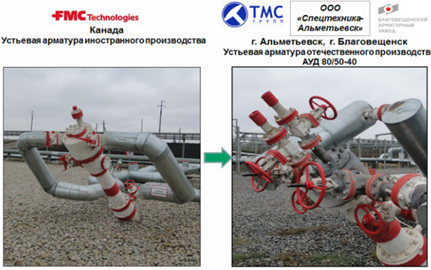 FMC Technologies
Канада
Устьевая арматура иностранного производства
ТМС
ГРУПП
ООО
«Спецтехника-
Альметьевск»
БЛАГОВЕЩЕНСКИЙ
АРМАТУРНЫЙ
ЗАВОД
г. Альметьевск, г. Благовещенск
Устьевая арматура отечественного производств
АУД 80/50-40